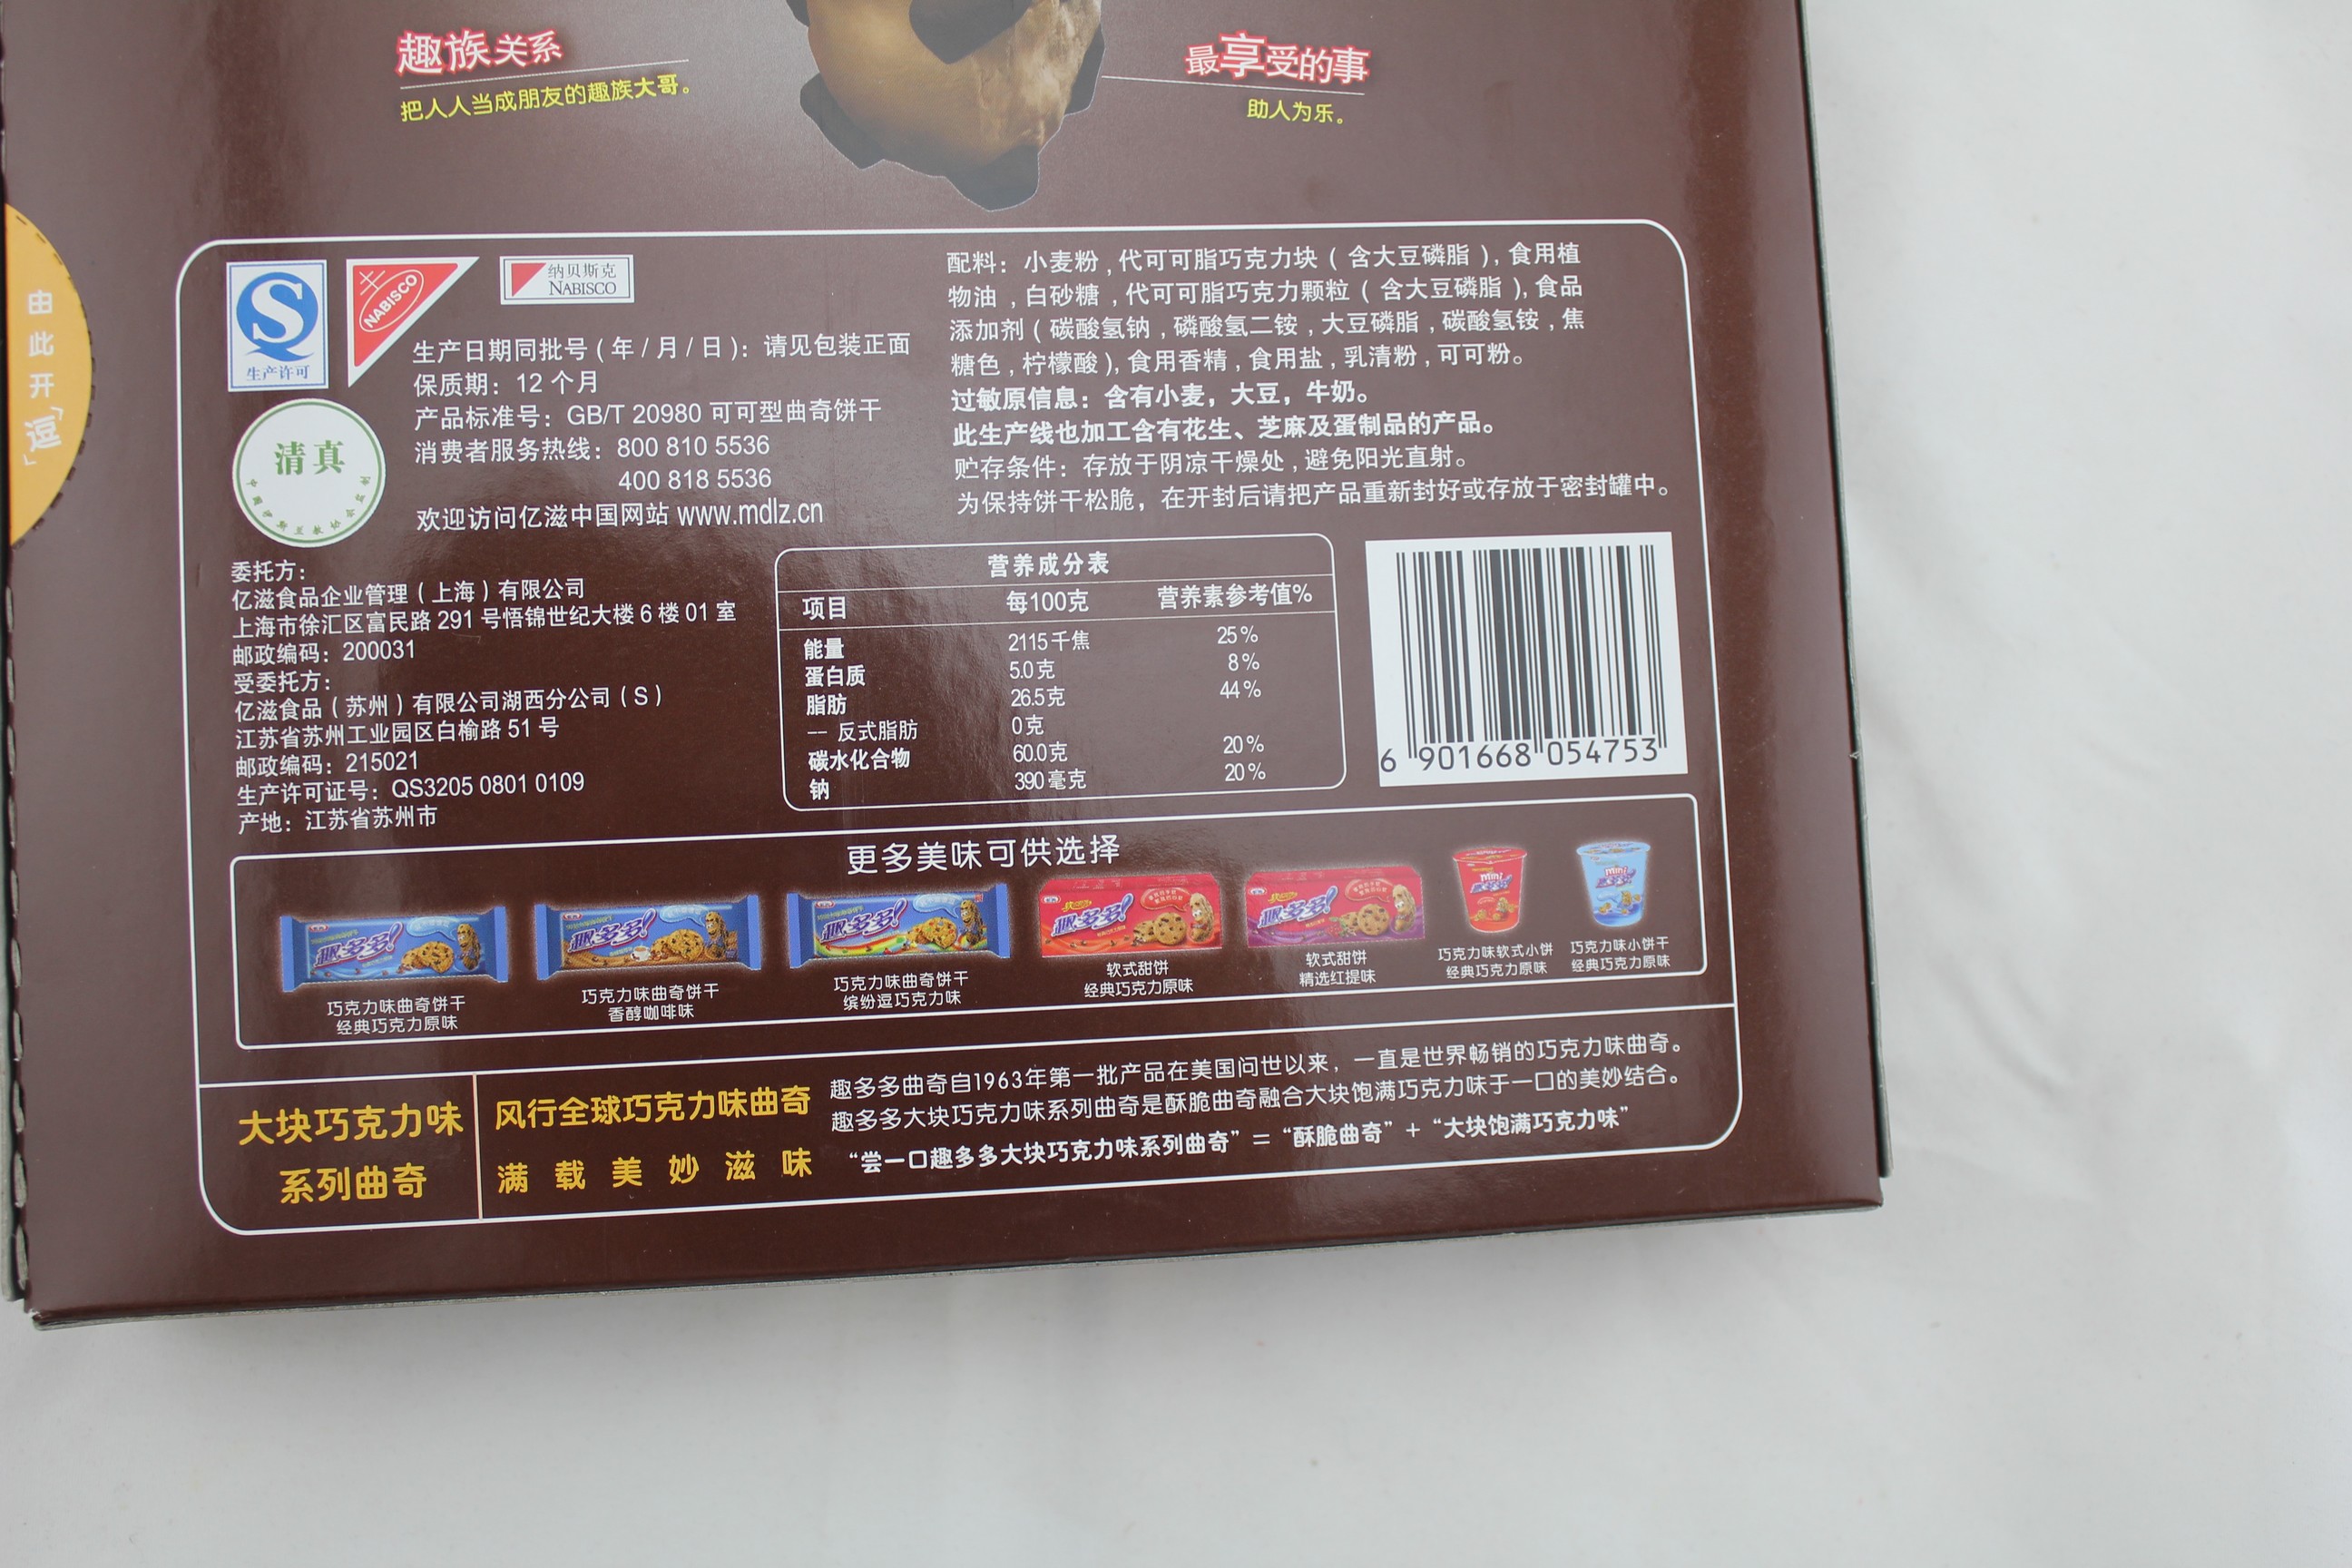 趣族关系
把人人当成朋友的趣族大哥。
最享受的事
助人为乐。
由此开「逗」
S
生产许可
NABISCO
纳贝斯克
NABISCO
清真
中国伊斯兰教协会监制
生产日期同批号(年/月/日): 请见包装正面
保质期: 12 个月
产品标准号: GB/T 20980 可可型曲奇饼干
消费者服务热线: 800 810 5536
400 818 5536
欢迎访问亿滋中国网站 www.mdlz.cn
配料: 小麦粉,代可可脂巧克力块(含大豆磷脂),食用植
物油,白砂糖,代可可脂巧克力颗粒(含大豆磷脂),食品
添加剂(碳酸氢钠,磷酸氢二铵,大豆磷脂,碳酸氢铵,焦
糖色,柠檬酸),食用香精,食用盐,乳清粉,可可粉。
过敏原信息: 含有小麦, 大豆, 牛奶。
此生产线也加工含有花生、芝麻及蛋制品的产品。
贮存条件: 存放于阴凉干燥处,避免阳光直射。
为保持饼干松脆, 在开封后请把产品重新封好或存放于密封罐中。
委托方:
亿滋食品企业管理(上海)有限公司
上海市徐汇区富民路 291 号悟锦世纪大楼 6 楼 01 室
邮政编码: 200031
受委托方:
亿滋食品(苏州)有限公司湖西分公司(S)
江苏省苏州工业园区白榆路 51 号
邮政编码: 215021
生产许可证号: QS3205 0801 0109
产地: 江苏省苏州市
营养成分表
项目 每100克 营养素参考值%
能量 2115千焦 25%
蛋白质 5.0克 8%
脂肪 26.5克 44%
-- 反式脂肪 0克
碳水化合物 60.0克 20%
钠 390毫克 20%
6 901668 054753
更多美味可供选择
趣多多!
趣多多!
趣多多!
趣多多!
趣多多!
mini
mini
巧克力味曲奇饼干
经典巧克力原味
巧克力味曲奇饼干
香醇咖啡味
巧克力味曲奇饼干
缤纷逗巧克力味
软式甜饼
经典巧克力原味
软式甜饼
精选红提味
巧克力味软式小饼
经典巧克力原味
巧克力味小饼干
经典巧克力原味
大块巧克力味
系列曲奇
风行全球巧克力味曲奇
满载美妙滋味
趣多多曲奇自1963年第一批产品在美国问世以来, 一直是世界畅销的巧克力味曲奇。
趣多多大块巧克力味系列曲奇是酥脆曲奇融合大块饱满巧克力味于一口的美妙结合。
“尝一口趣多多大块巧克力味系列曲奇” = “酥脆曲奇” + “大块饱满巧克力味”